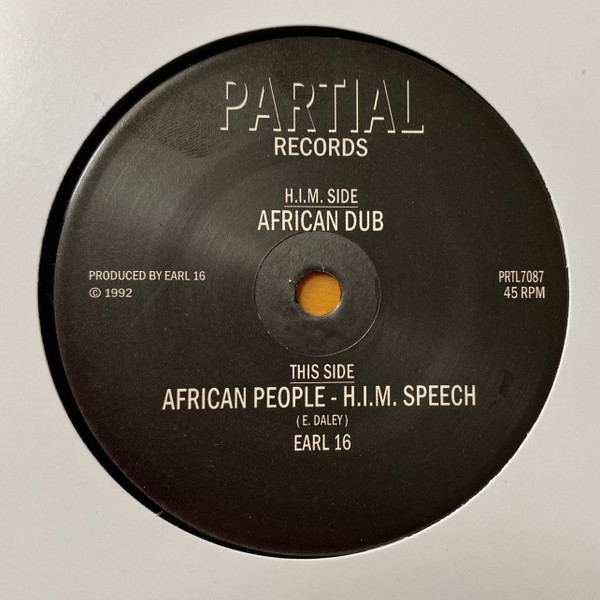 PARTIAL
RECORDS
H.I.M. SIDE
AFRICAN DUB
PRODUCED BY EARL 16
© 1992
PRTL7087
45 RPM
THIS SIDE
AFRICAN PEOPLE - H.I.M. SPEECH
( E. DALEY )
EARL 16